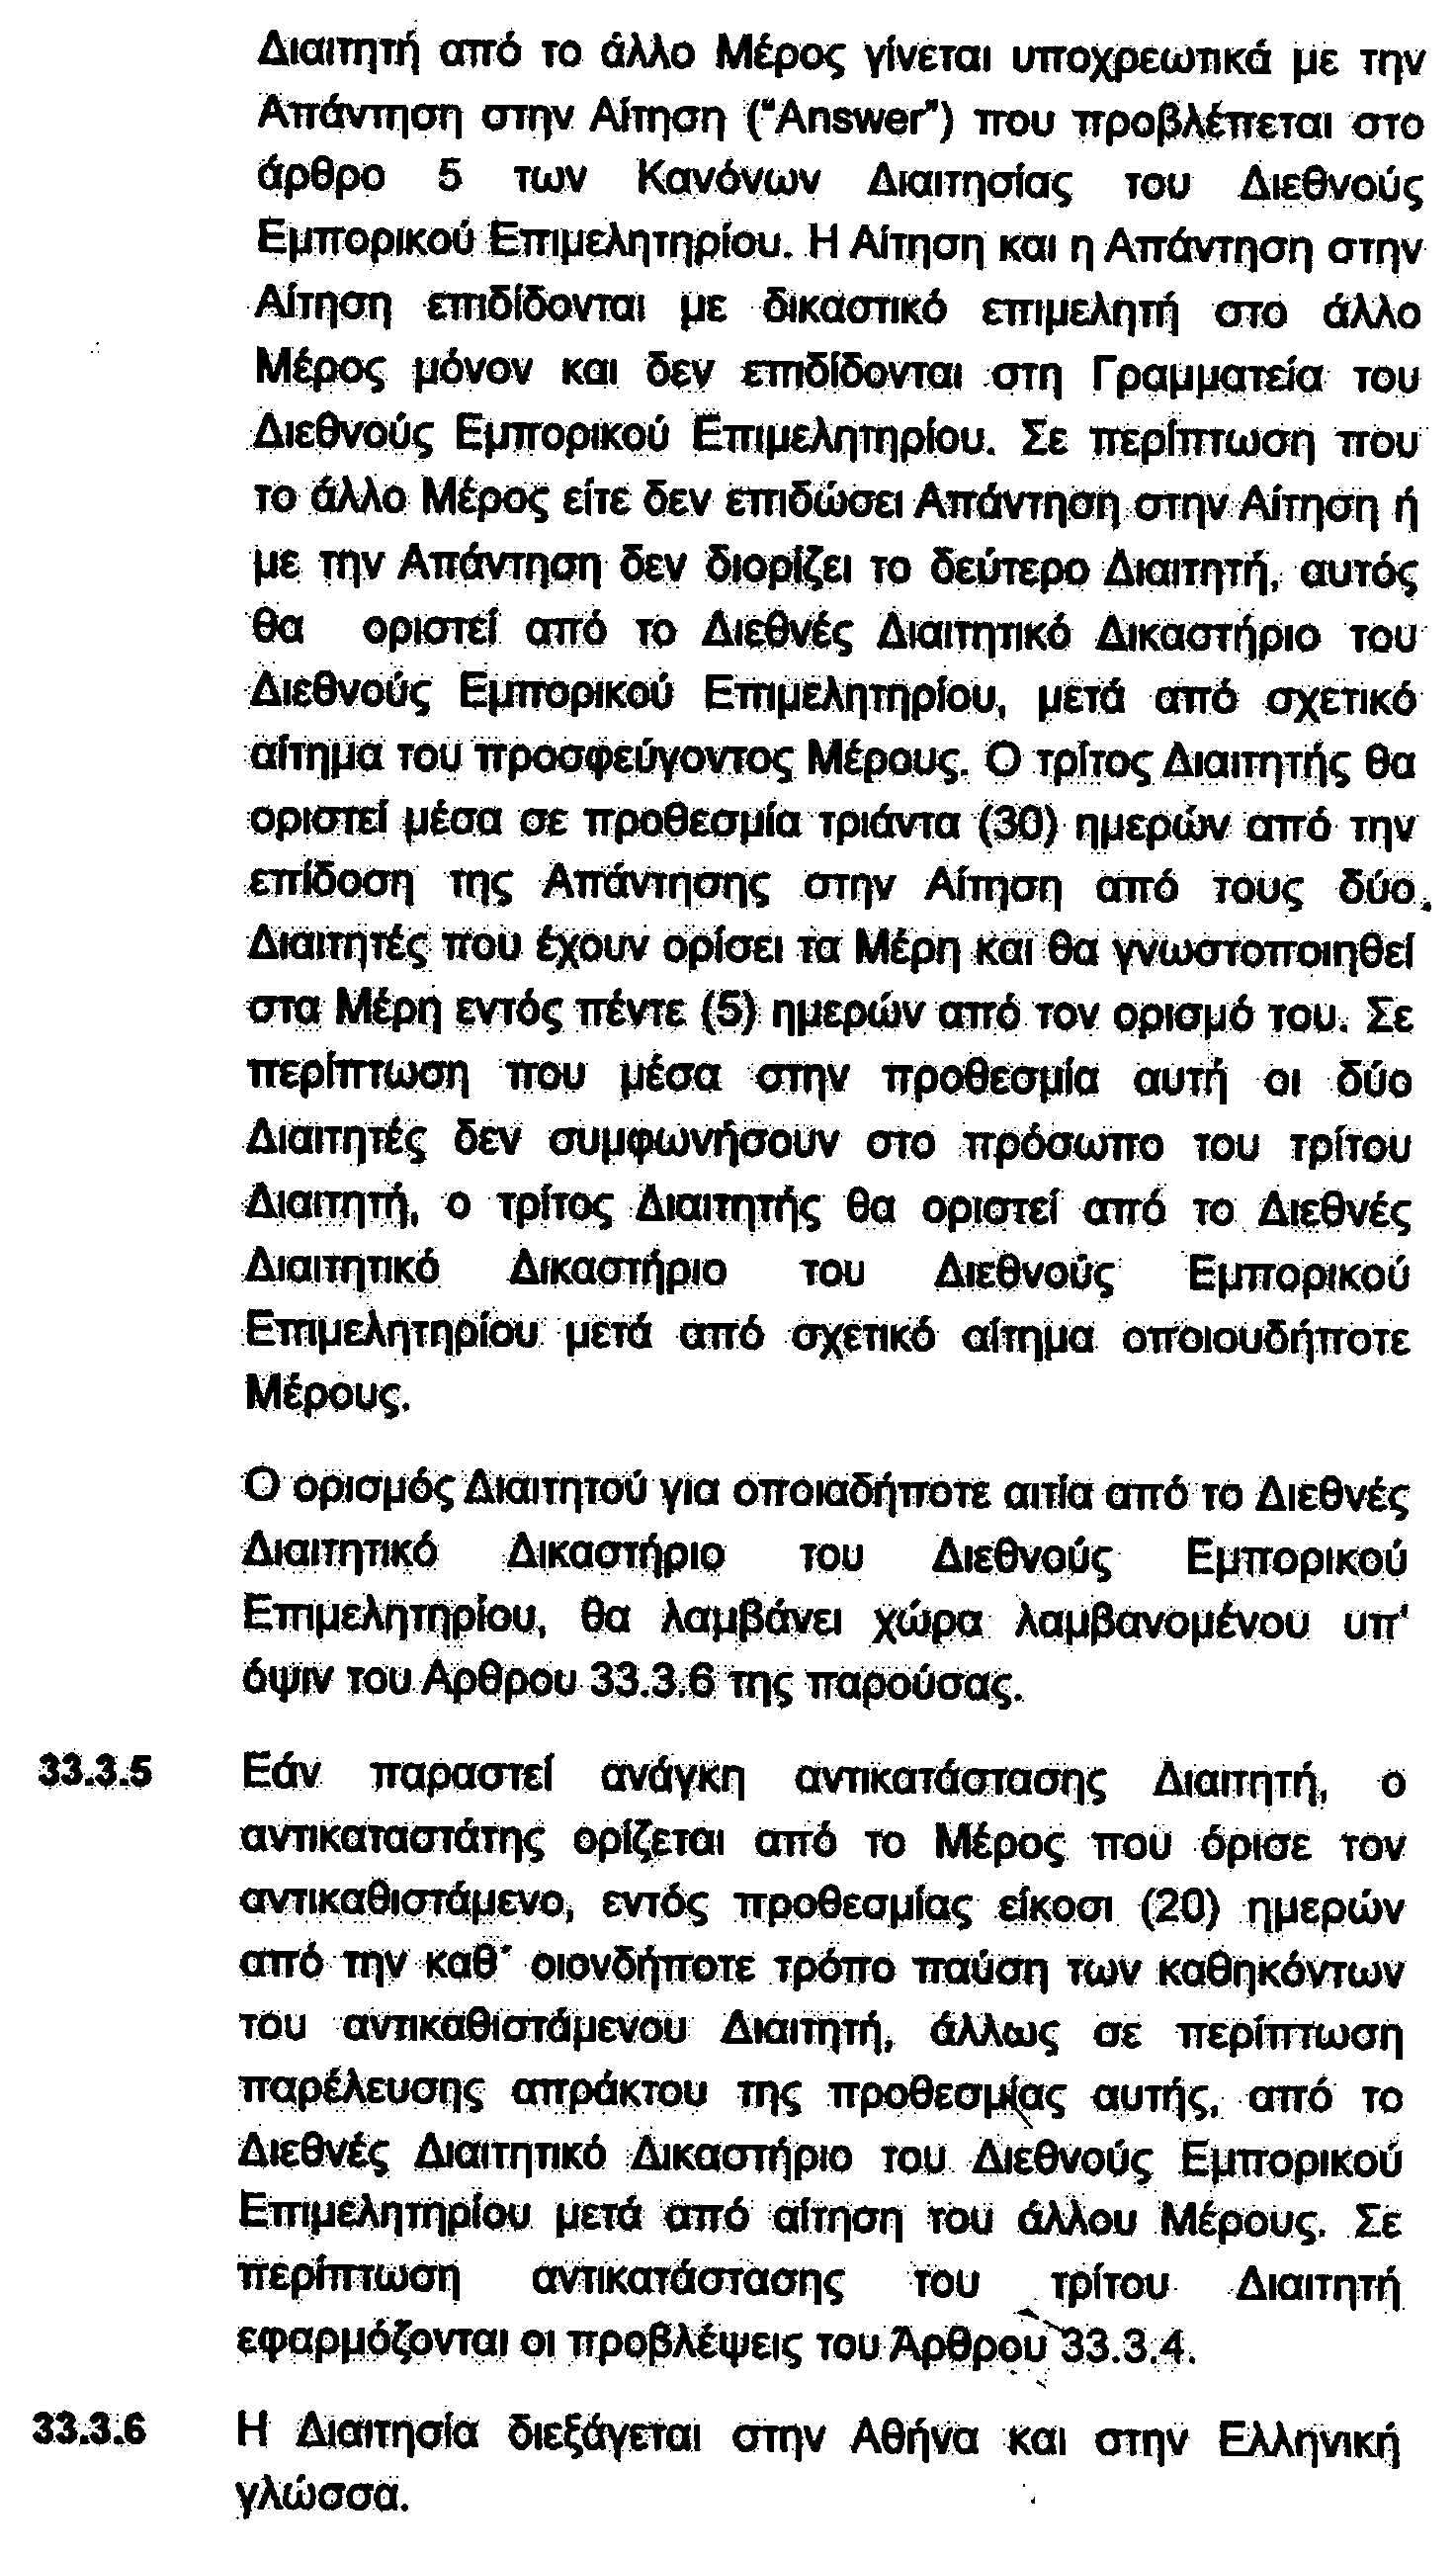 Διαιτητή από το άλλο Μέρος γίνεται υποχρεωτικά με την
Απάντηση στην Αίτηση ("Answer") που προβλέπεται στο
άρθρο 5 των Κανόνων Διαιτησίας του Διεθνούς
Εμπορικού Επιμελητηρίου. Η Αίτηση και η Απάντηση στην
Αίτηση επιδίδονται με δικαστικό επιμελητή στο άλλο
Μέρος μόνον και δεν επιδίδονται στη Γραμματεία του
Διεθνούς Εμπορικού Επιμελητηρίου. Σε περίπτωση που
το άλλο Μέρος είτε δεν επιδώσει Απάντηση στην Αίτηση ή
με την Απάντηση δεν διορίζει το δεύτερο Διαιτητή, αυτός
θα οριστεί από το Διεθνές Διαιτητικό Δικαστήριο του
Διεθνούς Εμπορικού Επιμελητηρίου, μετά από σχετικό
αίτημα του προσφεύγοντος Μέρους. Ο τρίτος Διαιτητής θα
οριστεί μέσα σε προθεσμία τριάντα (30) ημερών από την
επίδοση της Απάντησης στην Αίτηση από τους δύο
Διαιτητές που έχουν ορίσει τα Μέρη και θα γνωστοποιηθεί
στα Μέρη εντός πέντε (5) ημερών από τον ορισμό του. Σε
περίπτωση που μέσα στην προθεσμία αυτή οι δύο
Διαιτητές δεν συμφωνήσουν στο πρόσωπο του τρίτου
Διαιτητή, ο τρίτος Διαιτητής θα οριστεί από το Διεθνές
Διαιτητικό Δικαστήριο του Διεθνούς Εμπορικού
Επιμελητηρίου μετά από σχετικό αίτημα οποιουδήποτε
Μέρους.
Ο ορισμός Διαιτητού για οποιαδήποτε αιτία από το Διεθνές
Διαιτητικό Δικαστήριο του Διεθνούς Εμπορικού
Επιμελητηρίου, θα λαμβάνει χώρα λαμβανομένου υπ'
όψιν του Αρθρου 33.3.6 της παρούσας.
33.3.5 Εάν παραστεί ανάγκη αντικατάστασης Διαιτητή, ο
αντικαταστάτης ορίζεται από το Μέρος που όρισε τον
αντικαθιστάμενο, εντός προθεσμίας είκοσι (20) ημερών
από την καθ' οιονδήποτε τρόπο παύση των καθηκόντων
του αντικαθιστάμενου Διαιτητή, άλλως σε περίπτωση
παρέλευσης απράκτου της προθεσμίας αυτής, από το
Διεθνές Διαιτητικό Δικαστήριο του Διεθνούς Εμπορικού
Επιμελητηρίου μετά από αίτηση του άλλου Μέρους. Σε
περίπτωση αντικατάστασης του τρίτου Διαιτητή
εφαρμόζονται οι προβλέψεις του Άρθρου 33.3.4.
33.3.6 Η Διαιτησία διεξάγεται στην Αθήνα και στην Ελληνική
γλώσσα.